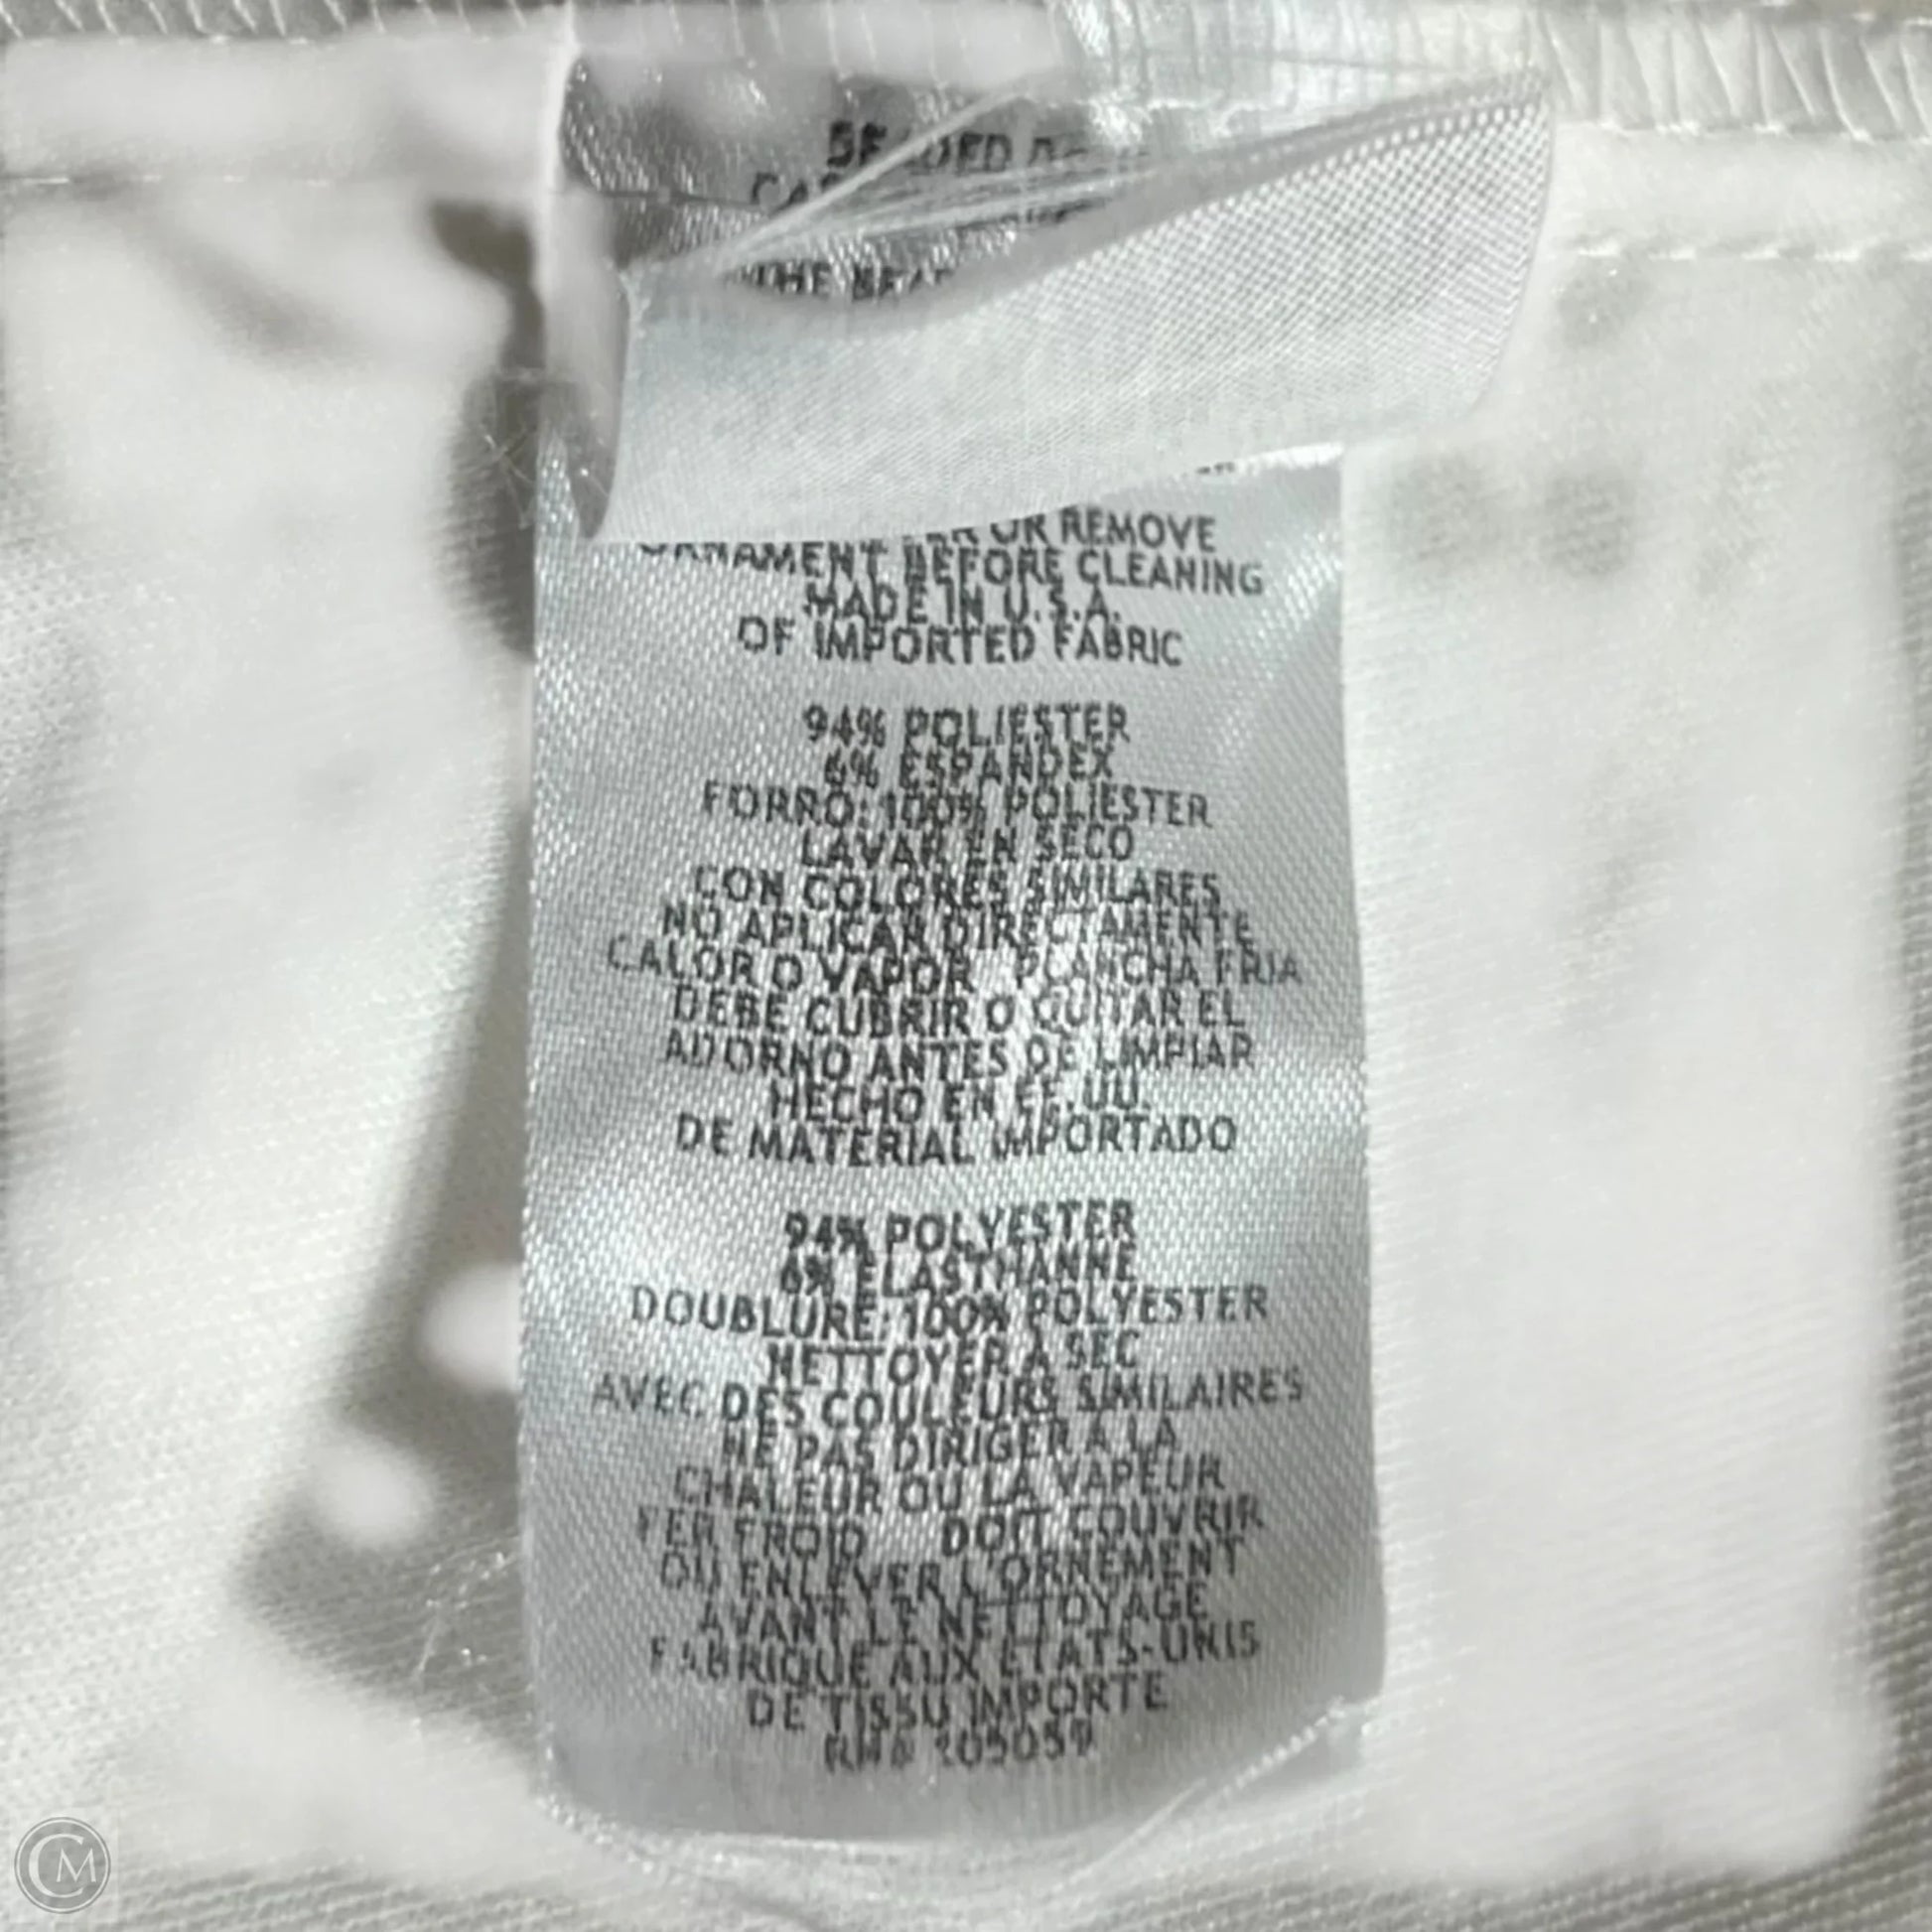 THE
OR REMOVE
ORNAMENT BEFORE CLEANING
MADE IN U.S.A.
OF IMPORTED FABRIC
94% POLIESTER
6% ESPANDEX
FORRO: 100% POLIESTER
LAVAR EN SECO
CON COLORES SIMILARES
NO APLICAR DIRECTAMENTE
CALOR O VAPOR PLANCHA FRIA
DEBE CUBRIR O QUITAR EL
ADORNO ANTES DE LIMPIAR
HECHO EN EE.UU.
DE MATERIAL IMPORTADO
94% POLYESTER
6% ELASTHANNE
DOUBLURE: 100% POLYESTER
NETTOYER A SEC
AVEC DES COULEURS SIMILAIRES
NE PAS DIRIGER A LA
CHALEUR OU LA VAPEUR
FER FROID DOIT COUVRIR
OU ENLEVER L'ORNEMENT
AVANT LE NETTOYAGE
FABRIQUE AUX ETATS-UNIS
DE TISSU IMPORTE
RN# 105059
CM